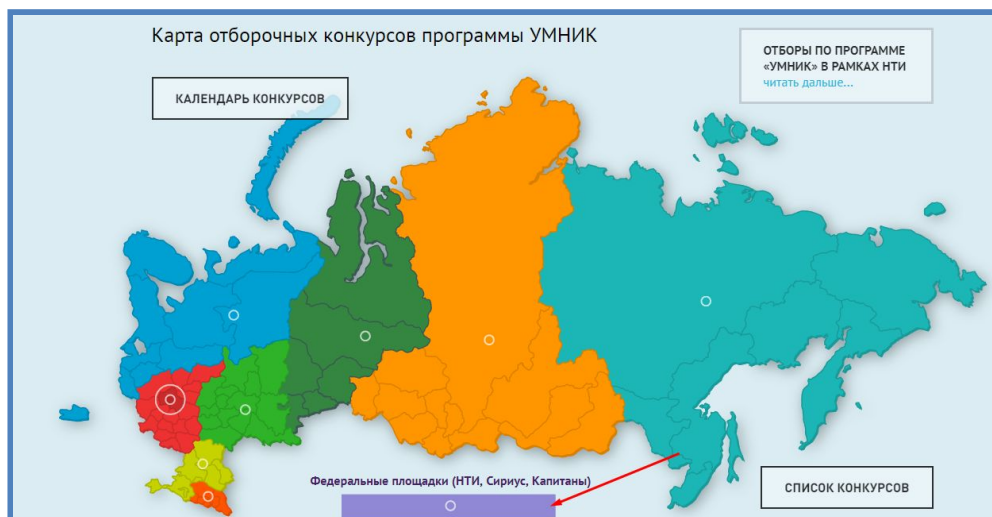 Карта отборочных конкурсов программы УМНИК
КАЛЕНДАРЬ КОНКУРСОВ
ОТБОРЫ ПО ПРОГРАММЕ
«УМНИК» В РАМКАХ НТИ
читать дальше...
Федеральные площадки (НТИ, Сириус, Капитаны)
СПИСОК КОНКУРСОВ